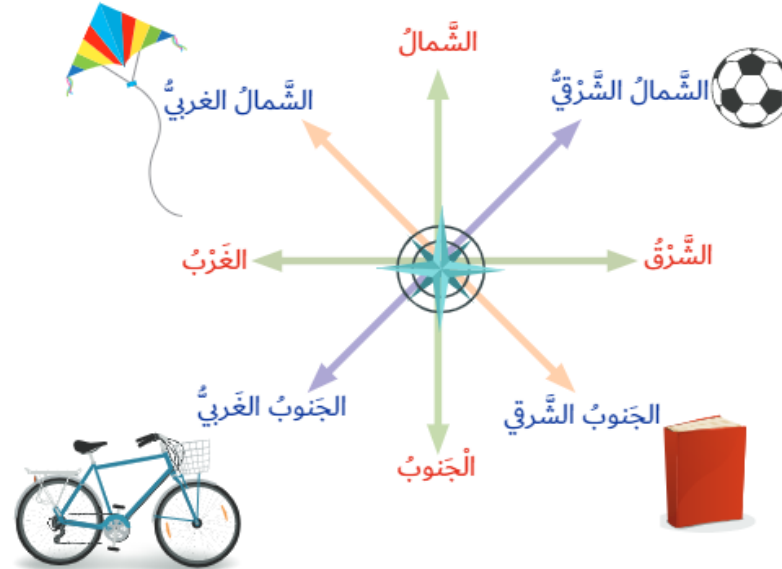 الشَّمالُ
الشَّمالُ الشَّرْقيُّ
الشَّمالُ الغربيُّ
الشَّرْقُ
الغَرْبُ
الجَنوبُ الشَّرقي
الجَنوبُ الغَربيُّ
الْجَنوبُ